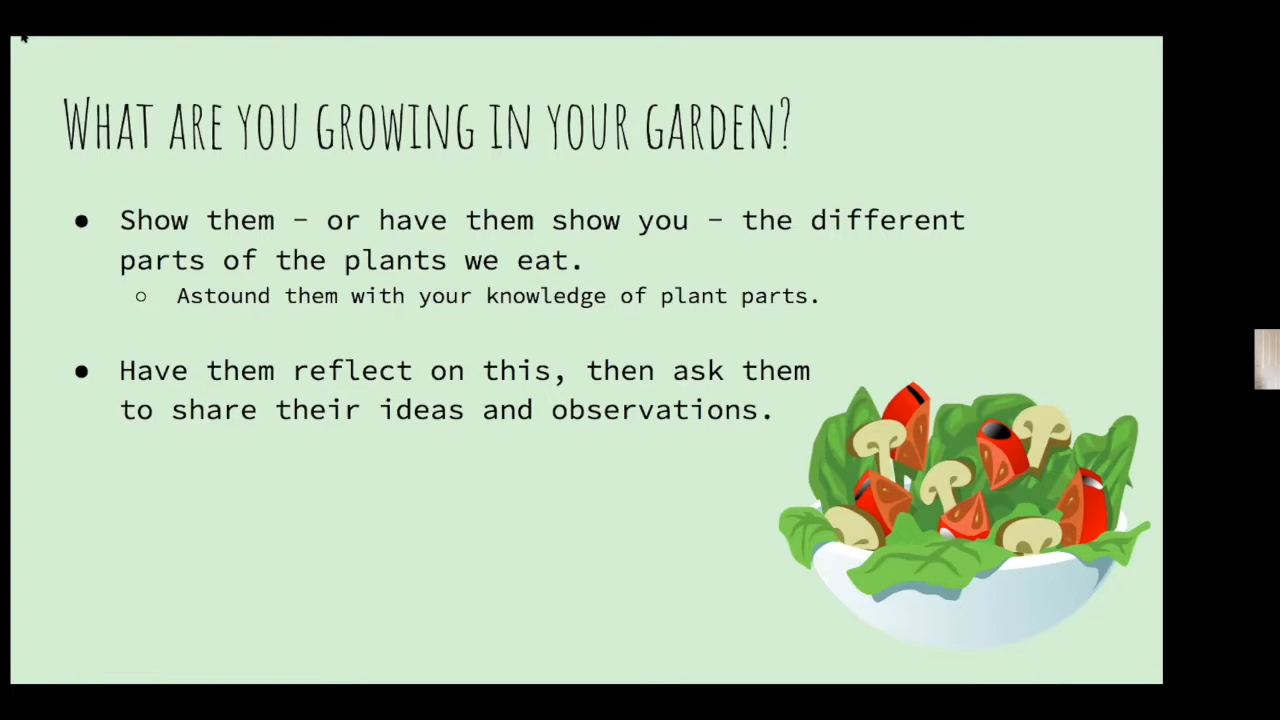 What are you growing in your garden?
● Show them - or have them show you - the different
parts of the plants we eat.
○ Astound them with your knowledge of plant parts.
● Have them reflect on this, then ask them
to share their ideas and observations.